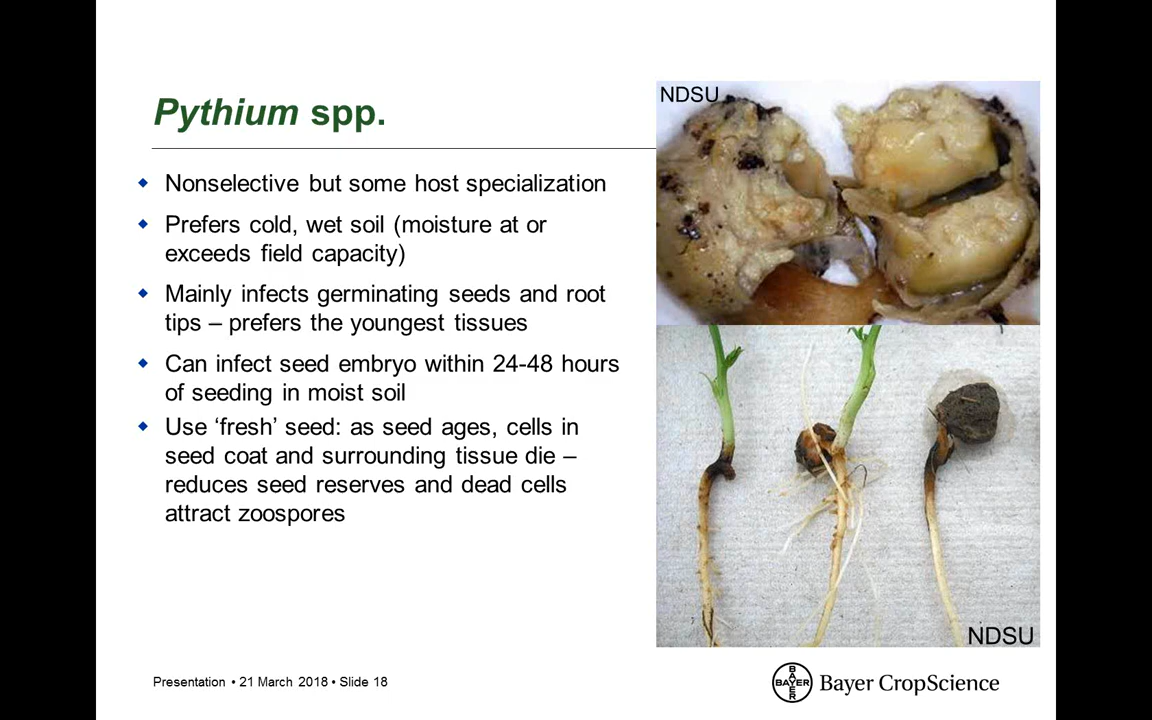 NDSU
Pythium spp.
Nonselective but some host specialization
Prefers cold, wet soil (moisture at or
exceeds field capacity)
Mainly infects germinating seeds and root
tips – prefers the youngest tissues
Can infect seed embryo within 24-48 hours
of seeding in moist soil
Use ‘fresh’ seed: as seed ages, cells in
seed coat and surrounding tissue die –
reduces seed reserves and dead cells
attract zoospores
NDSU
Presentation • 21 March 2018 • Slide 18
BAYER
BAYER
Bayer CropScience